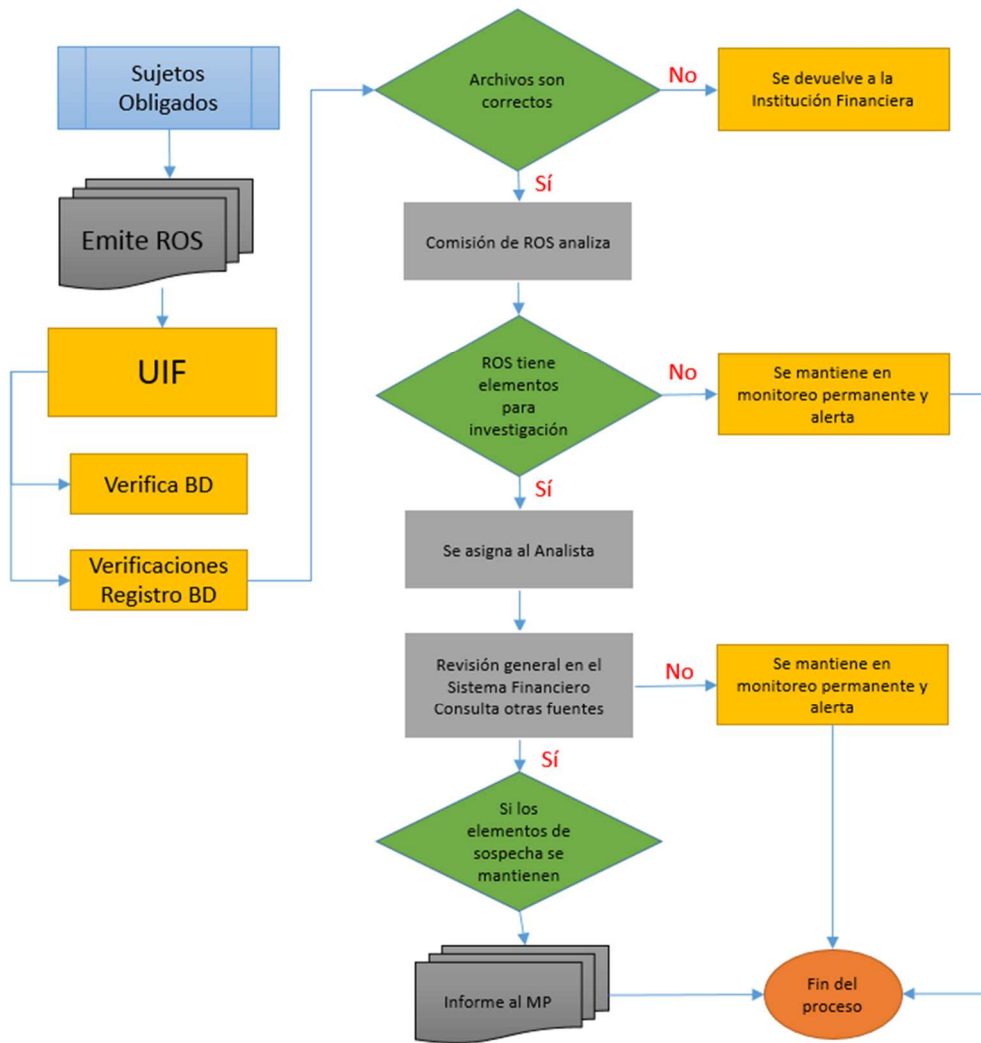 Sujetos
Obligados
Emite ROS
UIF
Verifica BD
Verificaciones
Registro BD
Archivos son
correctos
No
Se devuelve a la
Institución Financiera
Sí
Comisión de ROS analiza
ROS tiene
elementos
para
investigación
No
Se mantiene en
monitoreo permanente y
alerta
Sí
Se asigna al Analista
Revisión general en el
Sistema Financiero
Consulta otras fuentes
No
Se mantiene en
monitoreo permanente y
alerta
Sí
Si los
elementos de
sospecha se
mantienen
Informe al MP
Fin del
proceso